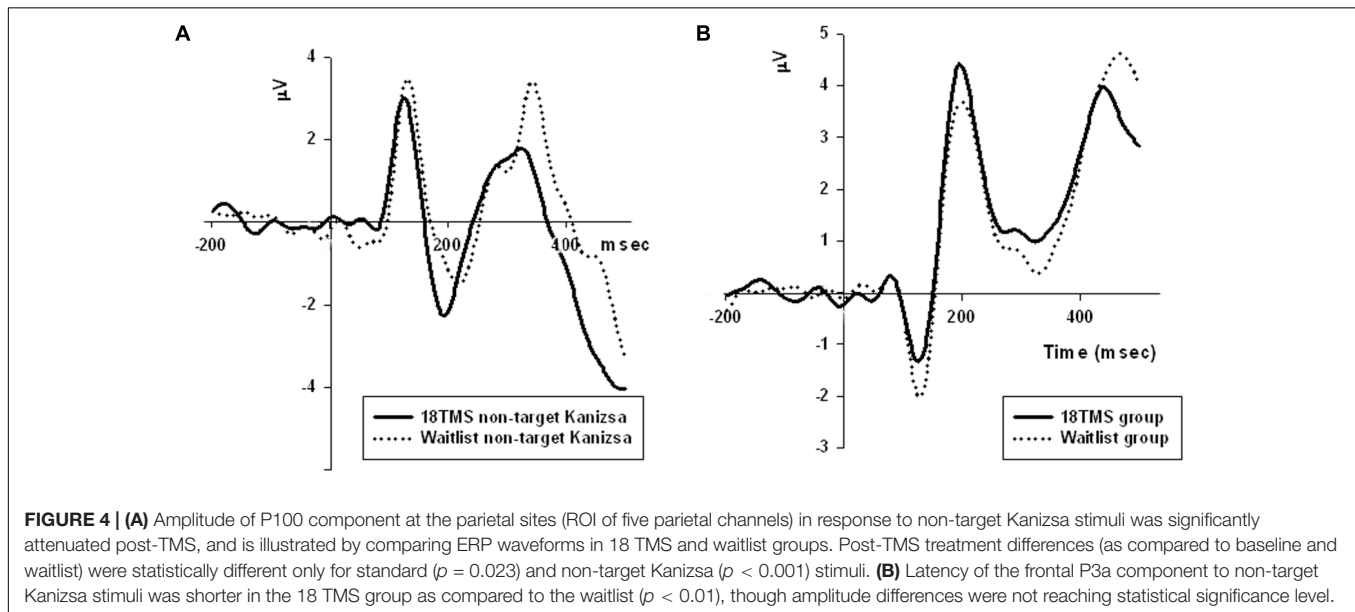 A
B
4
2
-2
-4
μV
-200
200
400
msec
18TMS non-target Kanizsa
Waitlist non-target Kanizsa
5
4
3
2
1
-1
-2
-3
μV
-200
200
400
Time (msec)
18TMS group
Waitlist group
FIGURE 4 | (A) Amplitude of P100 component at the parietal sites (ROI of five parietal channels) in response to non-target Kanizsa stimuli was significantly
attenuated post-TMS, and is illustrated by comparing ERP waveforms in 18 TMS and waitlist groups. Post-TMS treatment differences (as compared to baseline and
waitlist) were statistically different only for standard (p = 0.023) and non-target Kanizsa (p < 0.001) stimuli. (B) Latency of the frontal P3a component to non-target
Kanizsa stimuli was shorter in the 18 TMS group as compared to the waitlist (p < 0.01), though amplitude differences were not reaching statistical significance level.